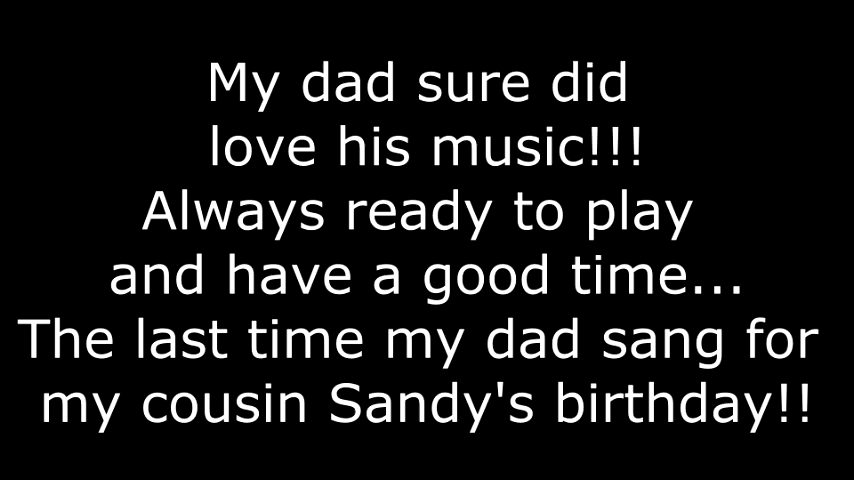 My dad sure did
love his music!!!
Always ready to play
and have a good time...
The last time my dad sang for
my cousin Sandy's birthday!!